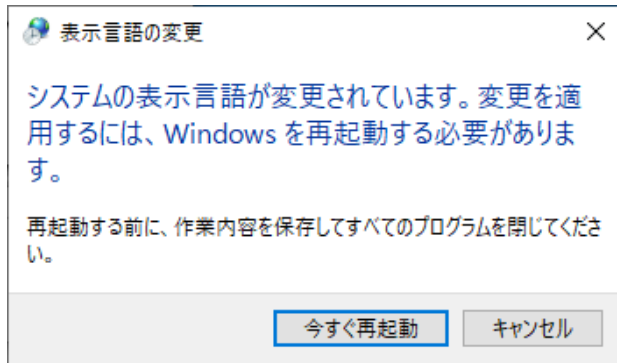 表示言語の変更
システムの表示言語が変更されています。変更を適
用するには、Windows を再起動する必要がありま
す。
再起動する前に、作業内容を保存してすべてのプログラムを閉じてくださ
い。
今すぐ再起動
キャンセル